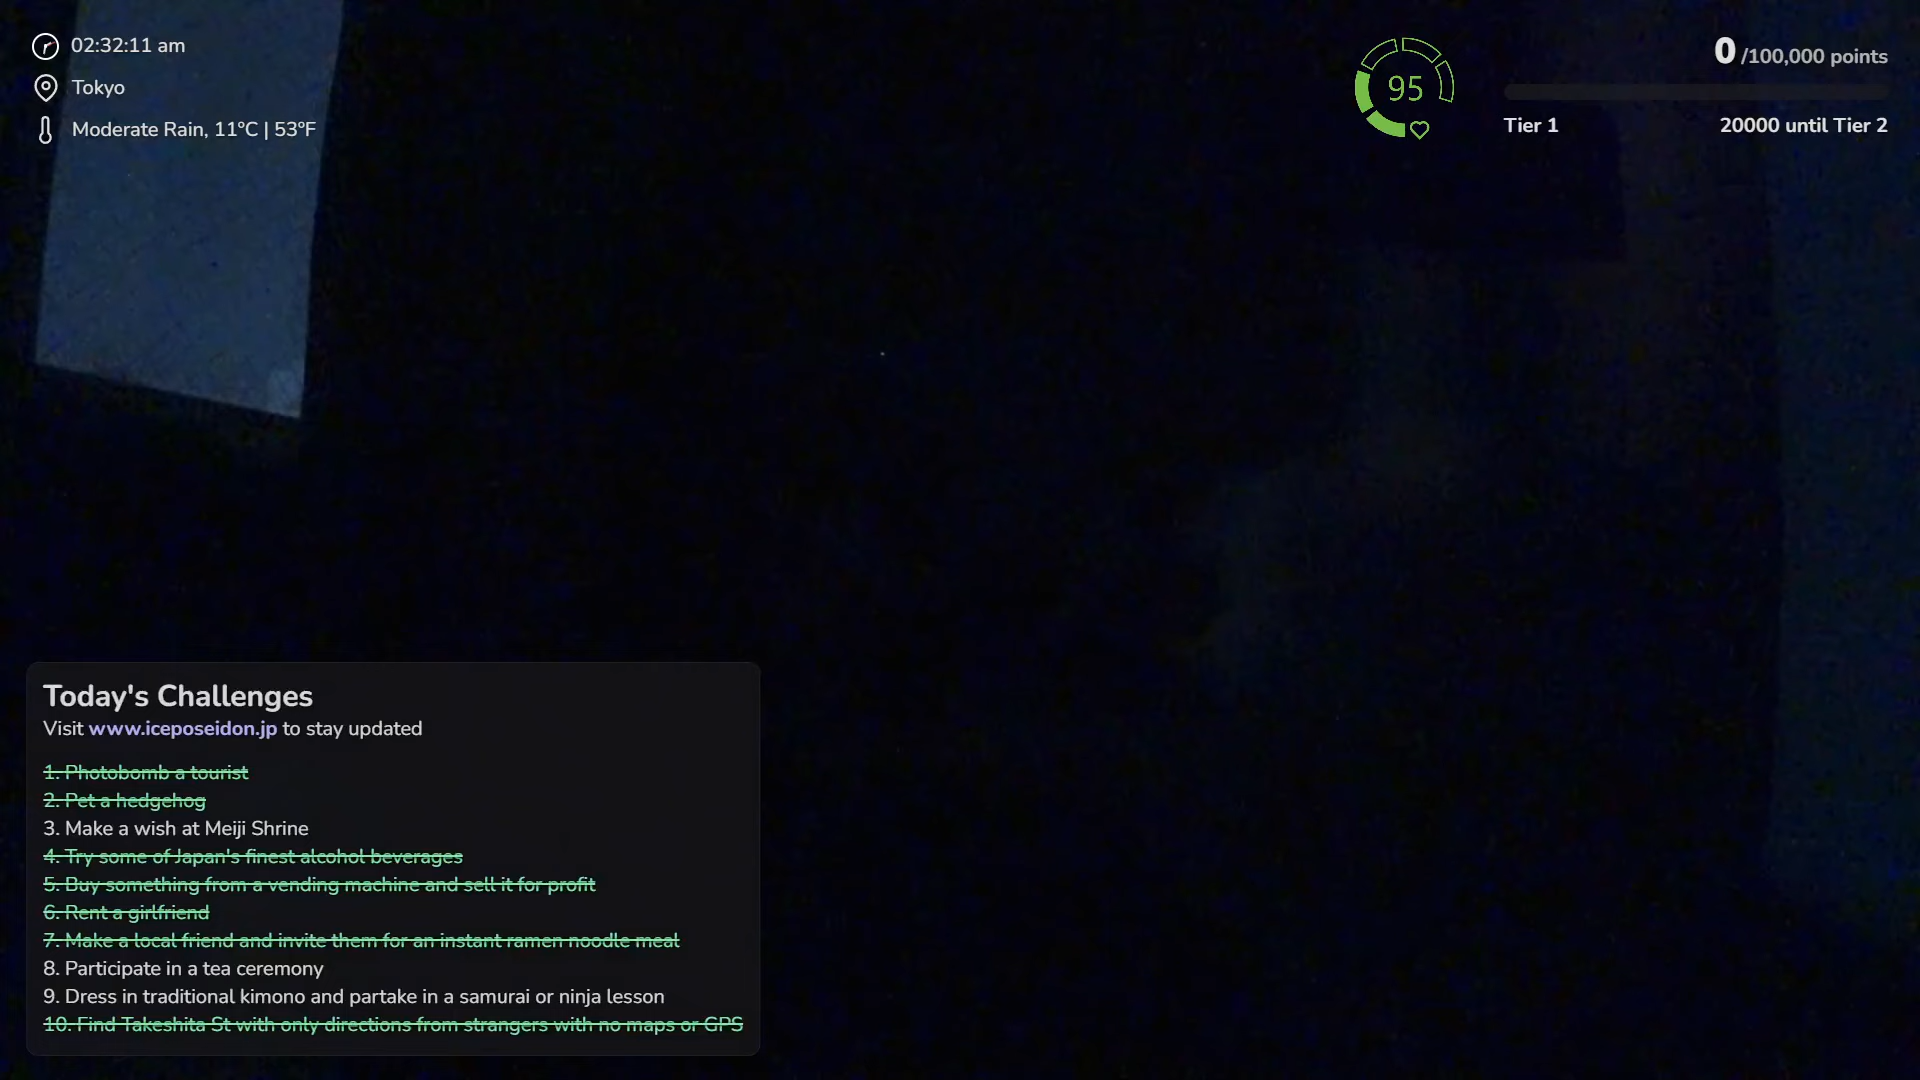 02:32:11 am
Tokyo
Moderate Rain, 11°C | 53°F
95
0 /100,000 points
Tier 1
20000 until Tier 2
Today's Challenges
Visit www.iceposeidon.jp to stay updated
1. Photobomb a tourist
2. Pet a hedgehog
3. Make a wish at Meiji Shrine
4. Try some of Japan's finest alcohol beverages
5. Buy something from a vending machine and sell it for profit
6. Rent a girlfriend
7. Make a local friend and invite them for an instant ramen noodle meal
8. Participate in a tea ceremony
9. Dress in traditional kimono and partake in a samurai or ninja lesson
10. Find Takeshita St with only directions from strangers with no maps or GPS